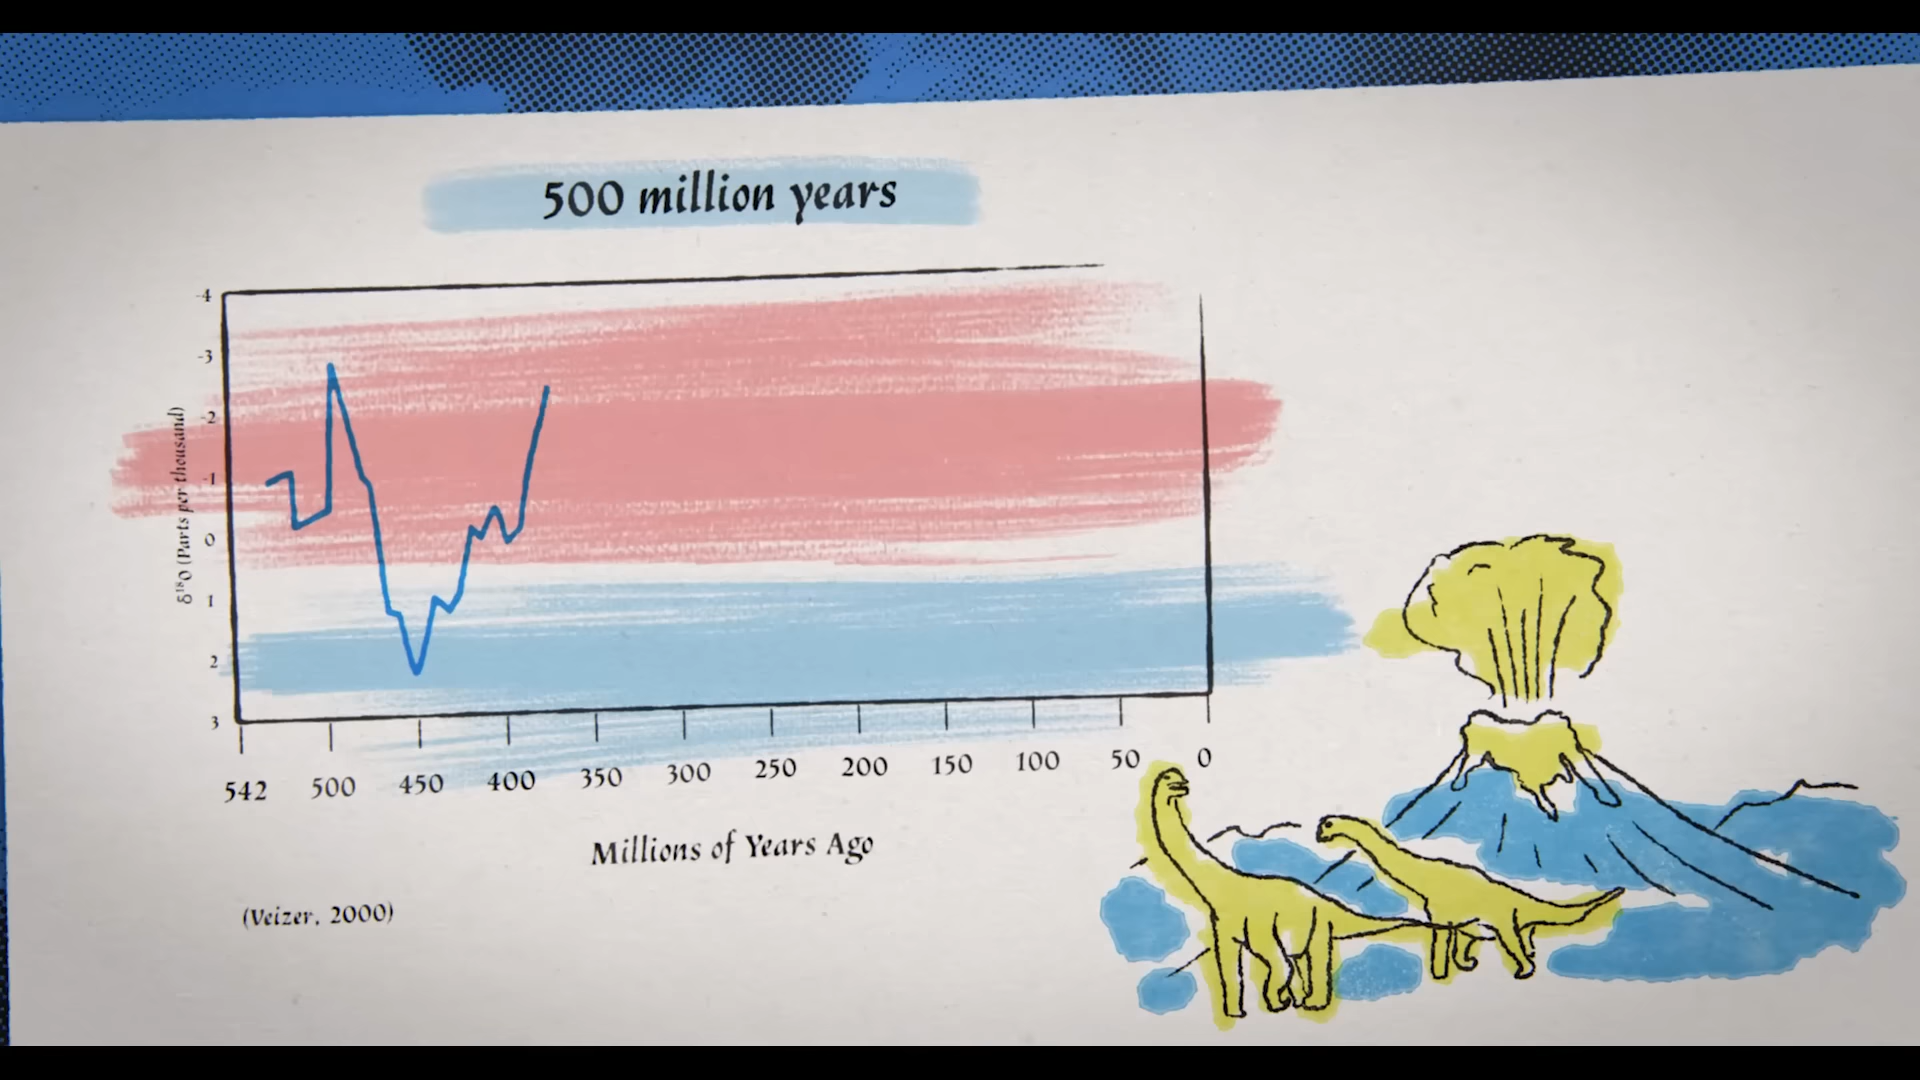 500 million years
-4
-3
-2
-1
0
1
2
3
δ¹⁸O (Parts per thousand)
542 500 450 400 350 300 250 200 150 100 50 0
Millions of Years Ago
(Veizer, 2000)